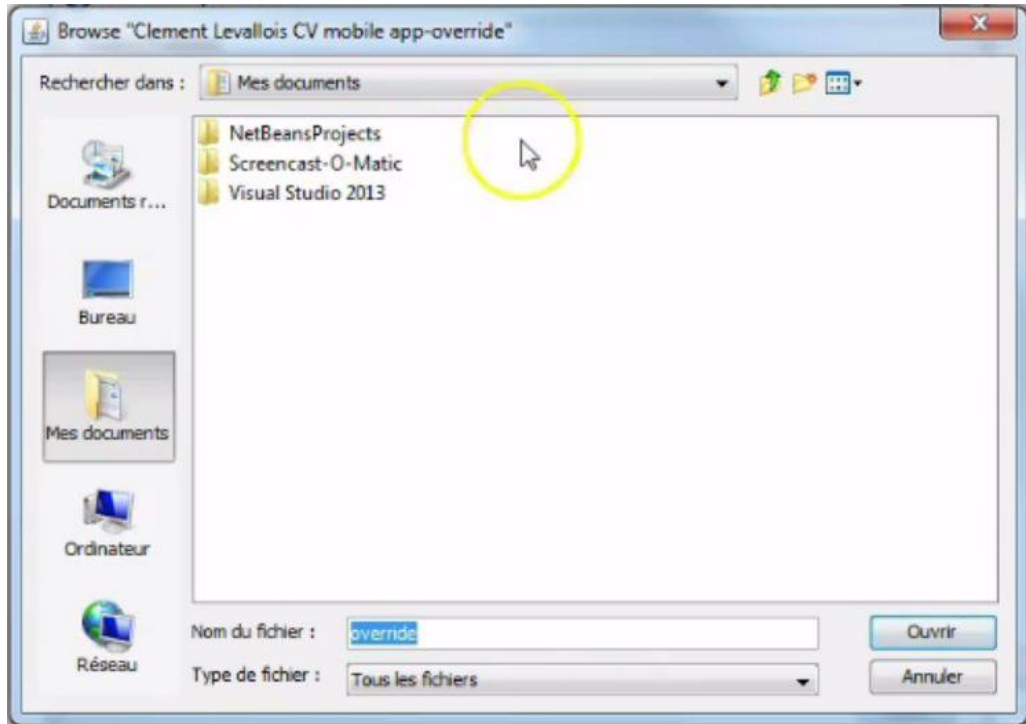 Browse "Clement Levallois CV mobile app-override"
Rechercher dans :
Mes documents
NetBeansProjects
Screencast-O-Matic
Visual Studio 2013
Documents r...
Bureau
Mes documents
Ordinateur
Réseau
Nom du fichier :
override
Ouvrir
Type de fichier :
Tous les fichiers
Annuler